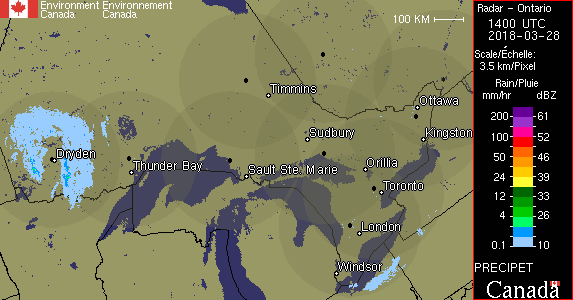 Environment Environnement
Canada Canada
100 KM
Timmins
Ottawa
Sudbury
Kingston
Dryden
Thunder Bay
Sault Ste. Marie
Orillia
Toronto
London
Windsor
Radar - Ontario
1400 UTC
2018-03-28
Scale/Échelle:
3.5 km/Pixel
Rain/Pluie
mm/hr dBZ
200 61
100 52
50 46
24 39
12 33
4 26
0.1 10
PRECIPET
Canada